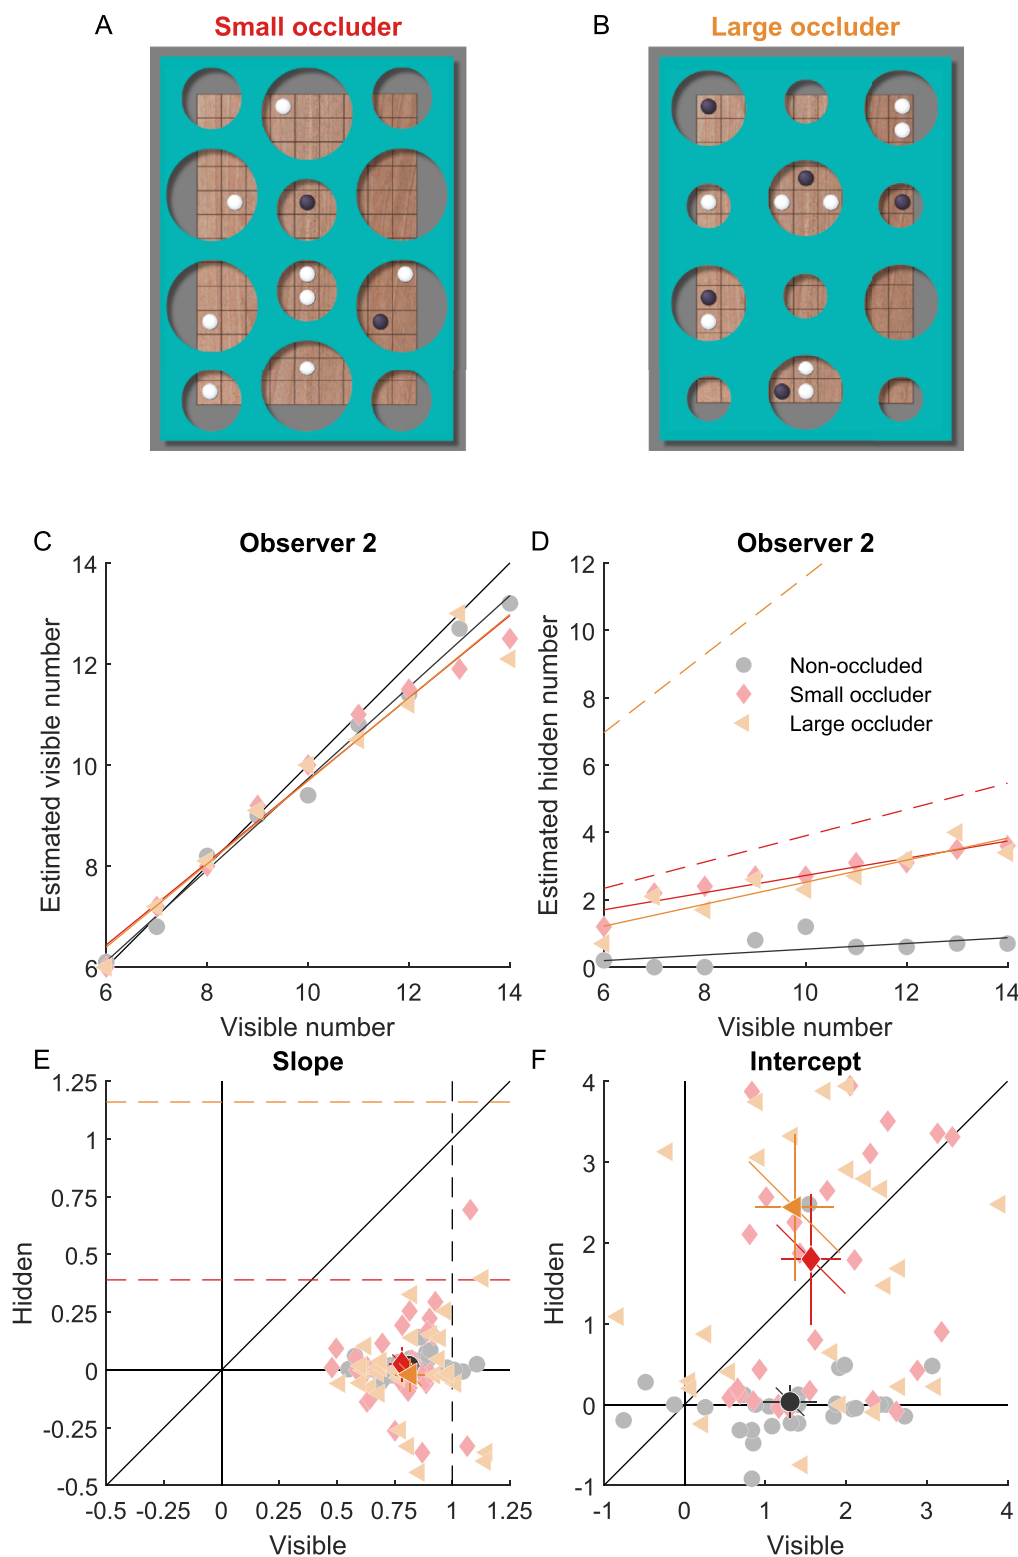 A
Small occluder
B
Large occluder
C
Observer 2
14
12
10
8
6
Estimated visible number
6 8 10 12 14
Visible number
D
Observer 2
12
10
8
6
4
2
0
Estimated hidden number
Non-occluded
Small occluder
Large occluder
6 8 10 12 14
Visible number
E
Slope
1.25
1
0.75
0.5
0.25
0
-0.25
-0.5
Hidden
-0.5 -0.25 0 0.25 0.5 0.75 1 1.25
Visible
F
Intercept
4
3
2
1
0
-1
Hidden
-1 0 1 2 3 4
Visible